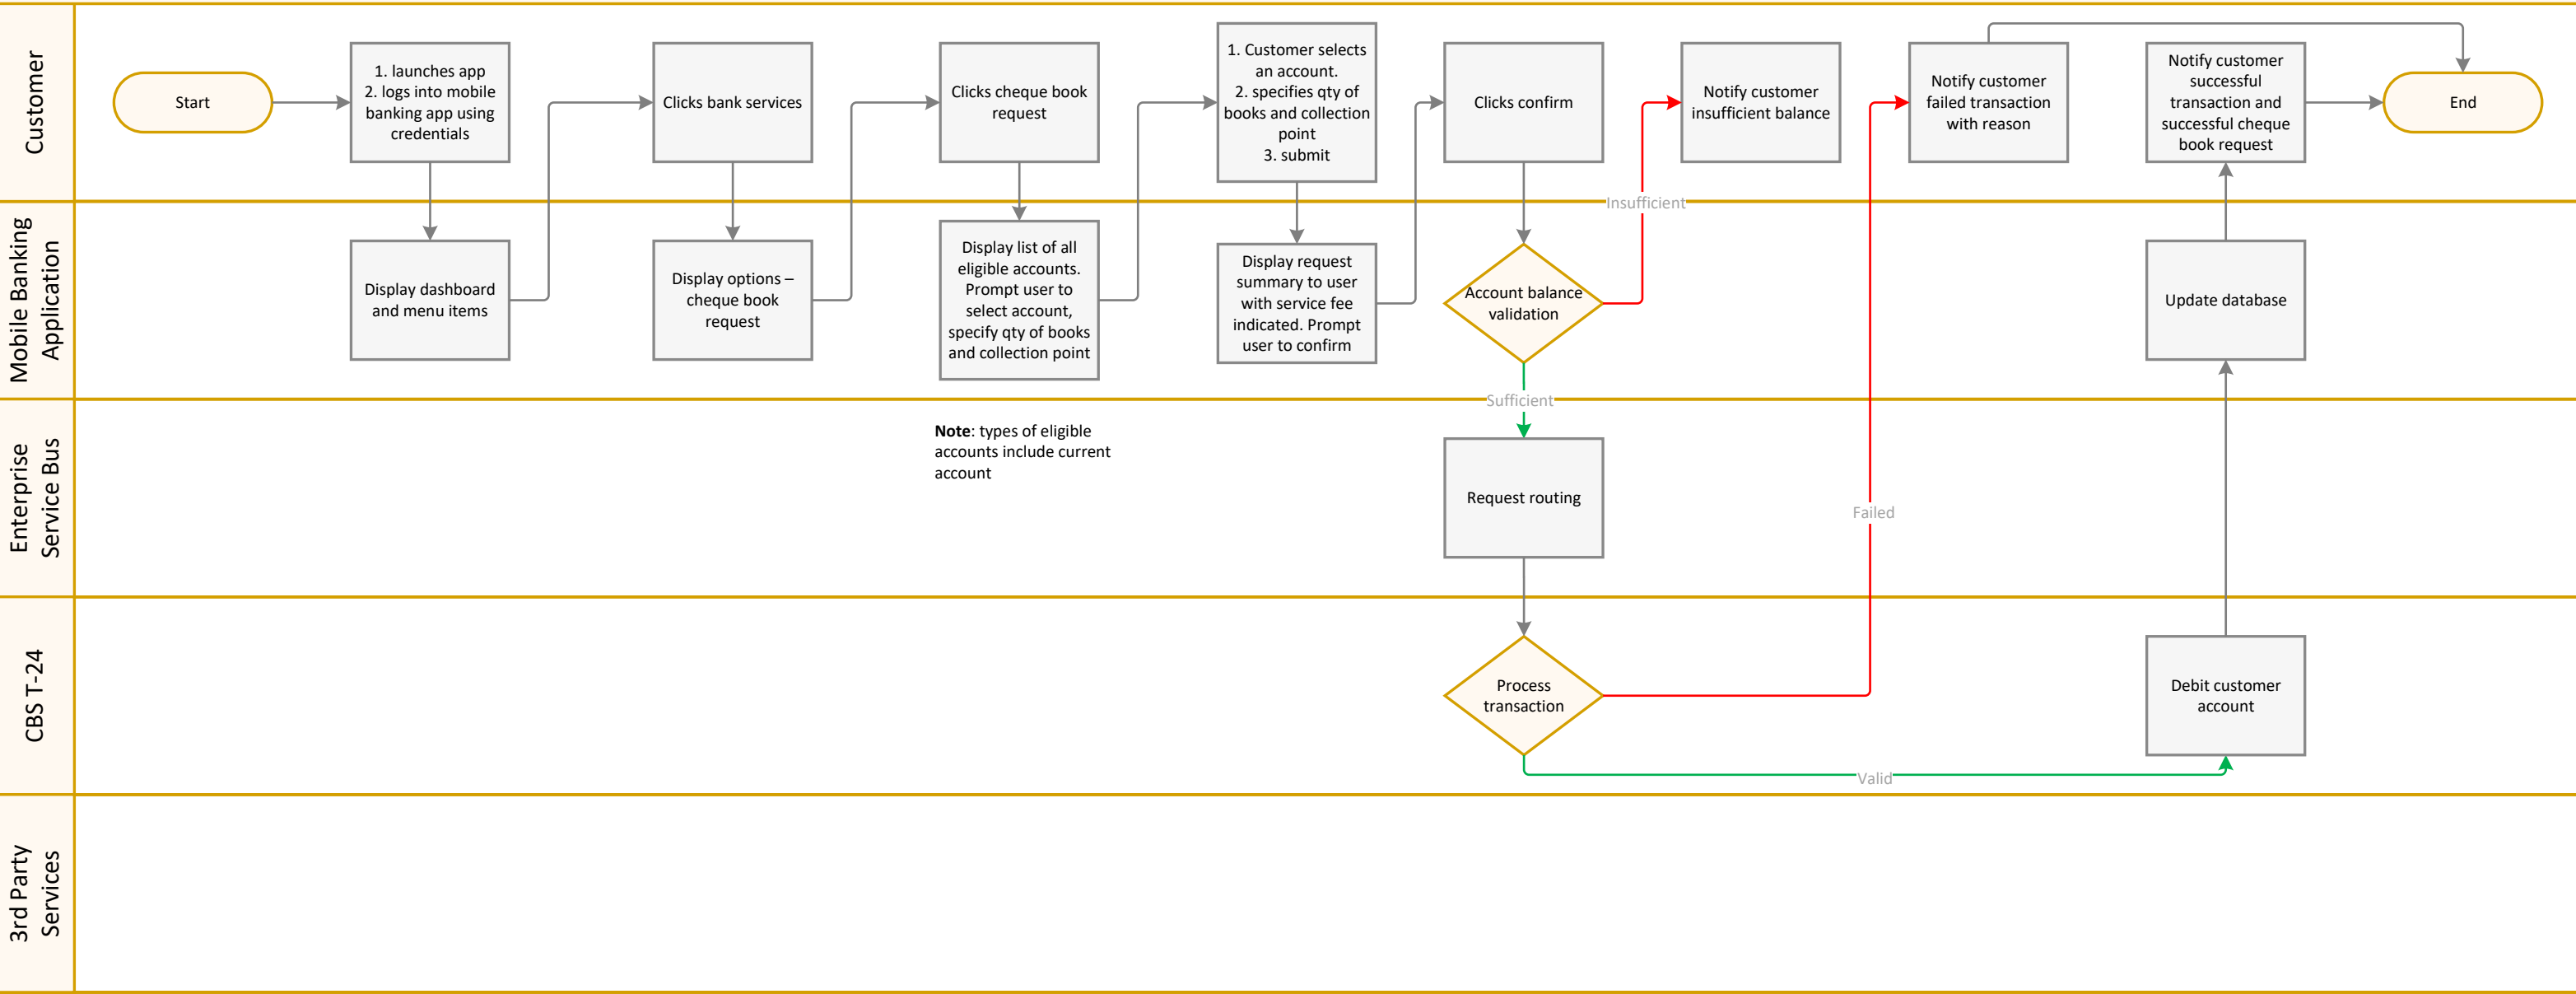 Customer
Start
1. launches app
2. logs into mobile
banking app using
credentials
Clicks bank services
Clicks cheque book
request
1. Customer selects
an account.
2. specifies qty of
books and collection
point
3. submit
Clicks confirm
Notify customer
insufficient balance
Notify customer
failed transaction
with reason
Notify customer
successful
transaction and
successful cheque
book request
End
Insufficient
Mobile Banking
Application
Display dashboard
and menu items
Display options –
cheque book
request
Display list of all
eligible accounts.
Prompt user to
select account,
specify qty of books
and collection point
Display request
summary to user
with service fee
indicated. Prompt
user to confirm
Account balance
validation
Update database
Sufficient
Enterprise
Service Bus
Note: types of eligible
accounts include current
account
Request routing
Failed
CBS T-24
Process
transaction
Debit customer
account
Valid
3rd Party
Services